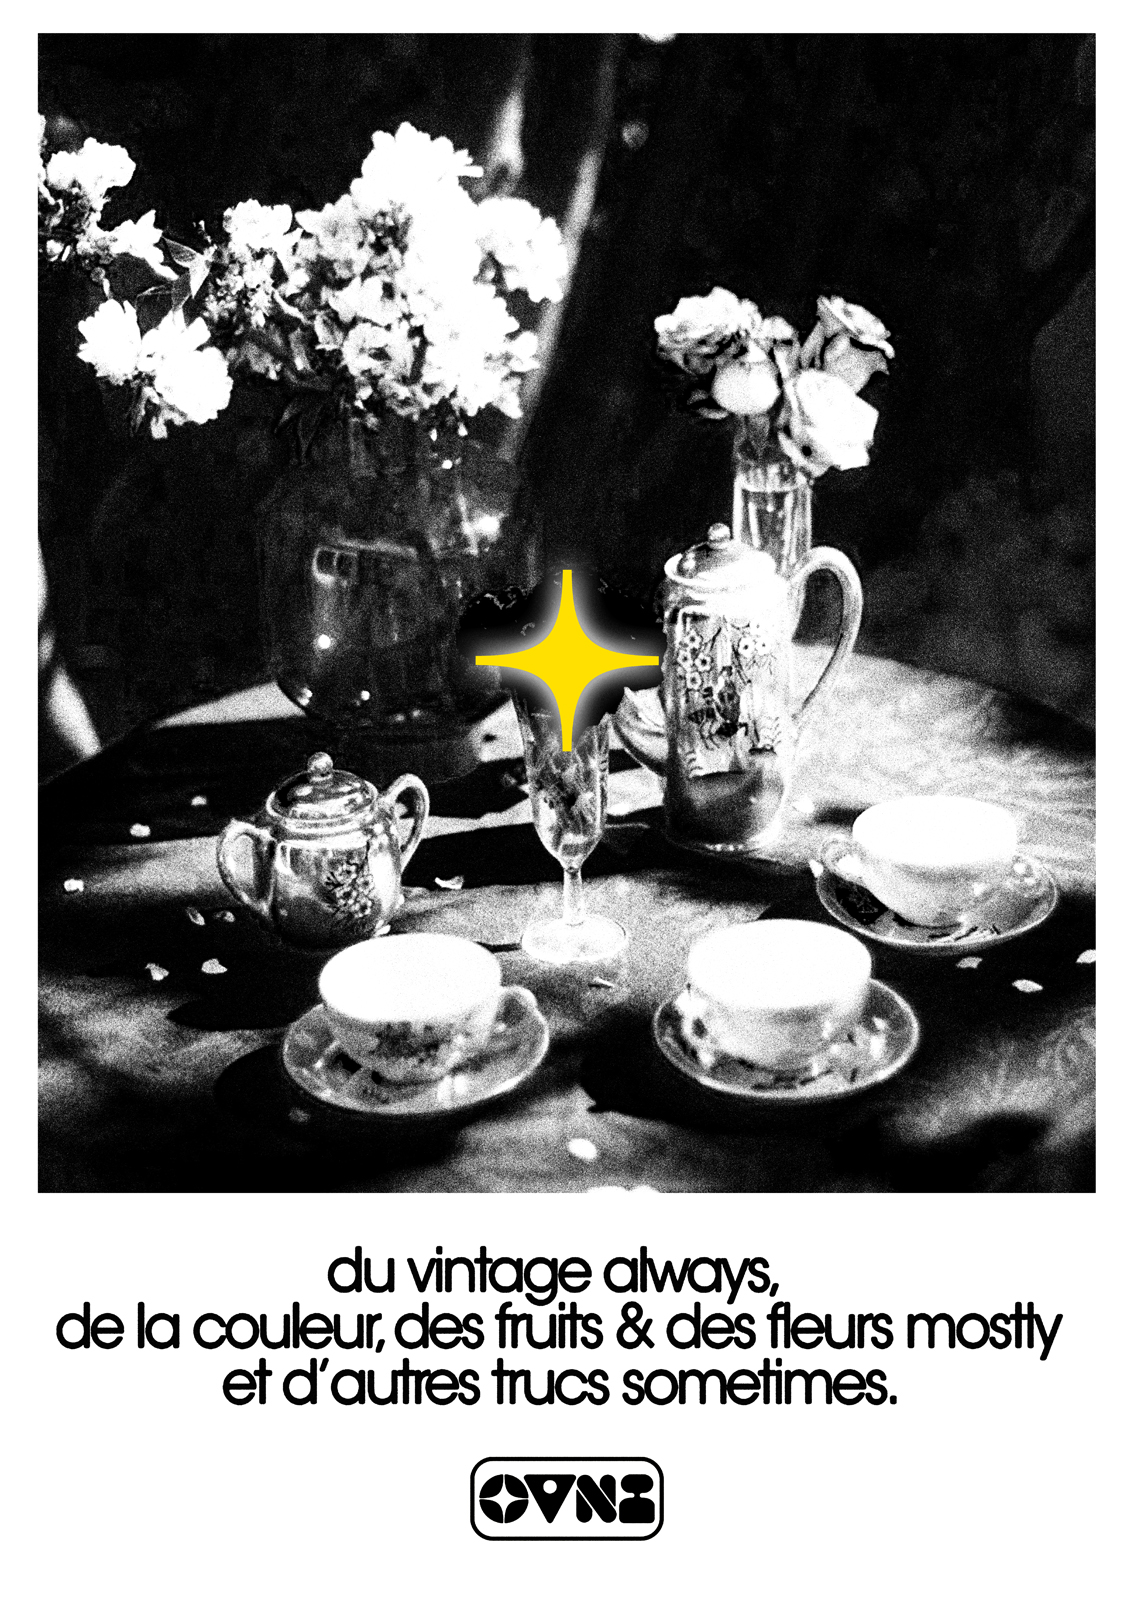 du vintage always,
de la couleur, des fruits & des fleurs mostly
et d'autres trucs sometimes.
OVNI